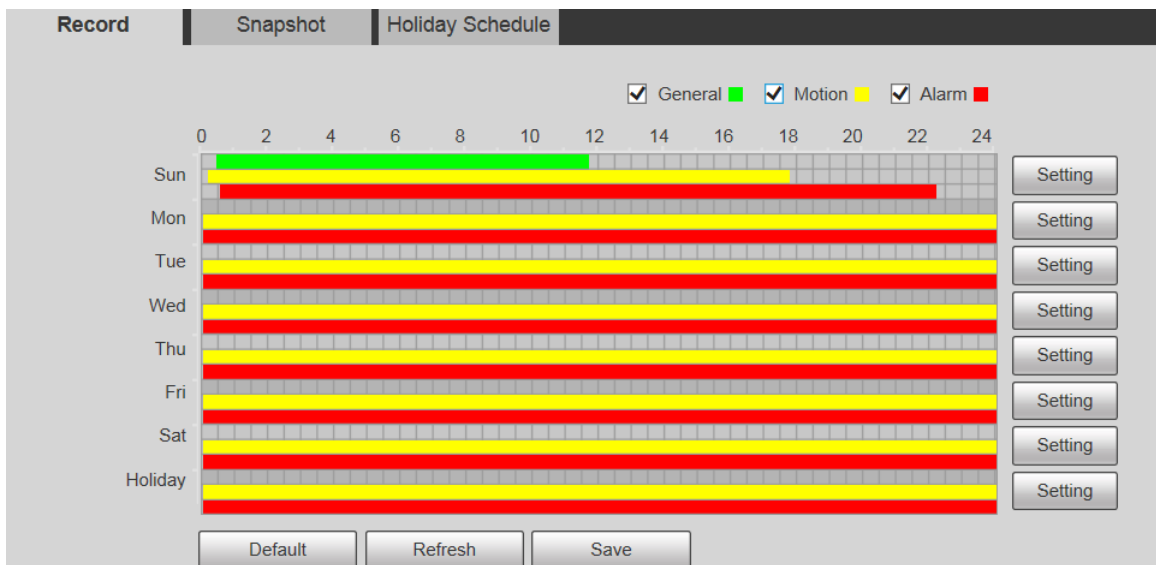 Record Snapshot Holiday Schedule
General Motion Alarm
0 2 4 6 8 10 12 14 16 18 20 22 24
Sun Setting
Mon Setting
Tue Setting
Wed Setting
Thu Setting
Fri Setting
Sat Setting
Holiday Setting
Default Refresh Save